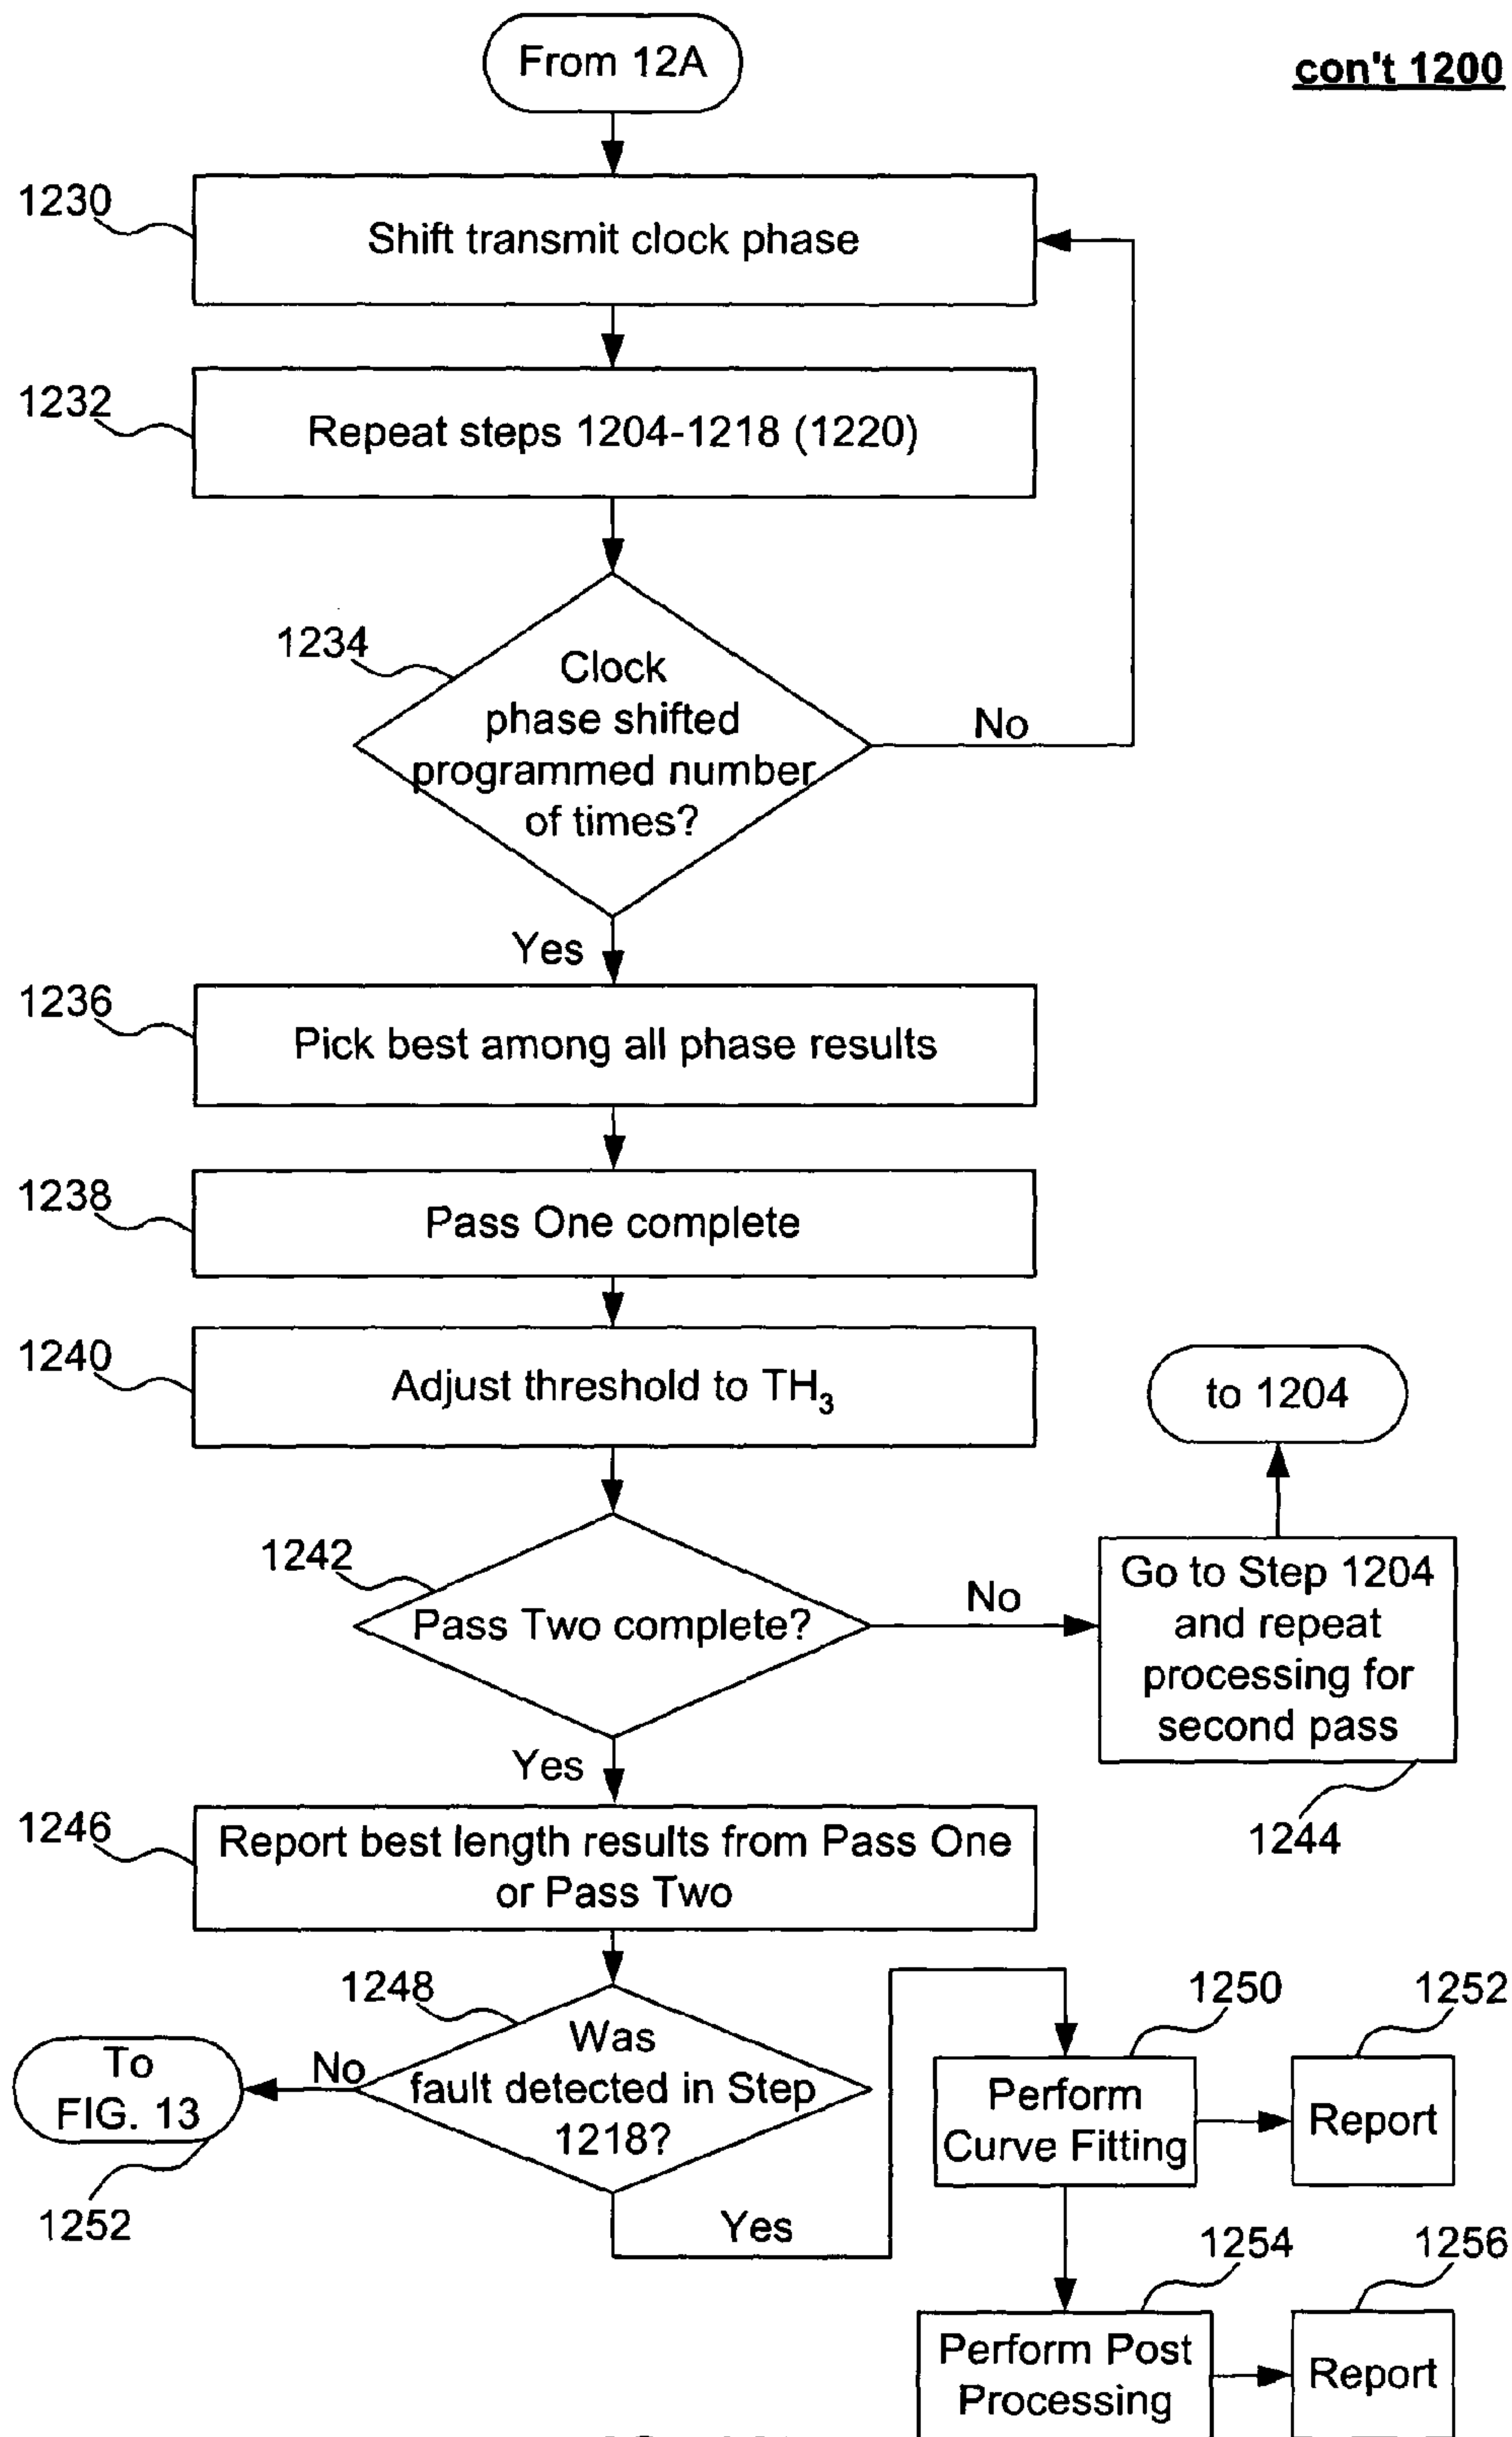 From 12A
con't 1200
1230
Shift transmit clock phase
1232
Repeat steps 1204-1218 (1220)
1234
Clock
phase shifted
programmed number
of times?
No
Yes
1236
Pick best among all phase results
1238
Pass One complete
1240
Adjust threshold to TH₃
to 1204
1242
Pass Two complete?
No
Go to Step 1204
and repeat
processing for
second pass
1244
Yes
1246
Report best length results from Pass One
or Pass Two
1248
Was
fault detected in Step
1218?
No
To
FIG. 13
1252
Yes
1250
Perform
Curve Fitting
1252
Report
1254
Perform Post
Processing
1256
Report